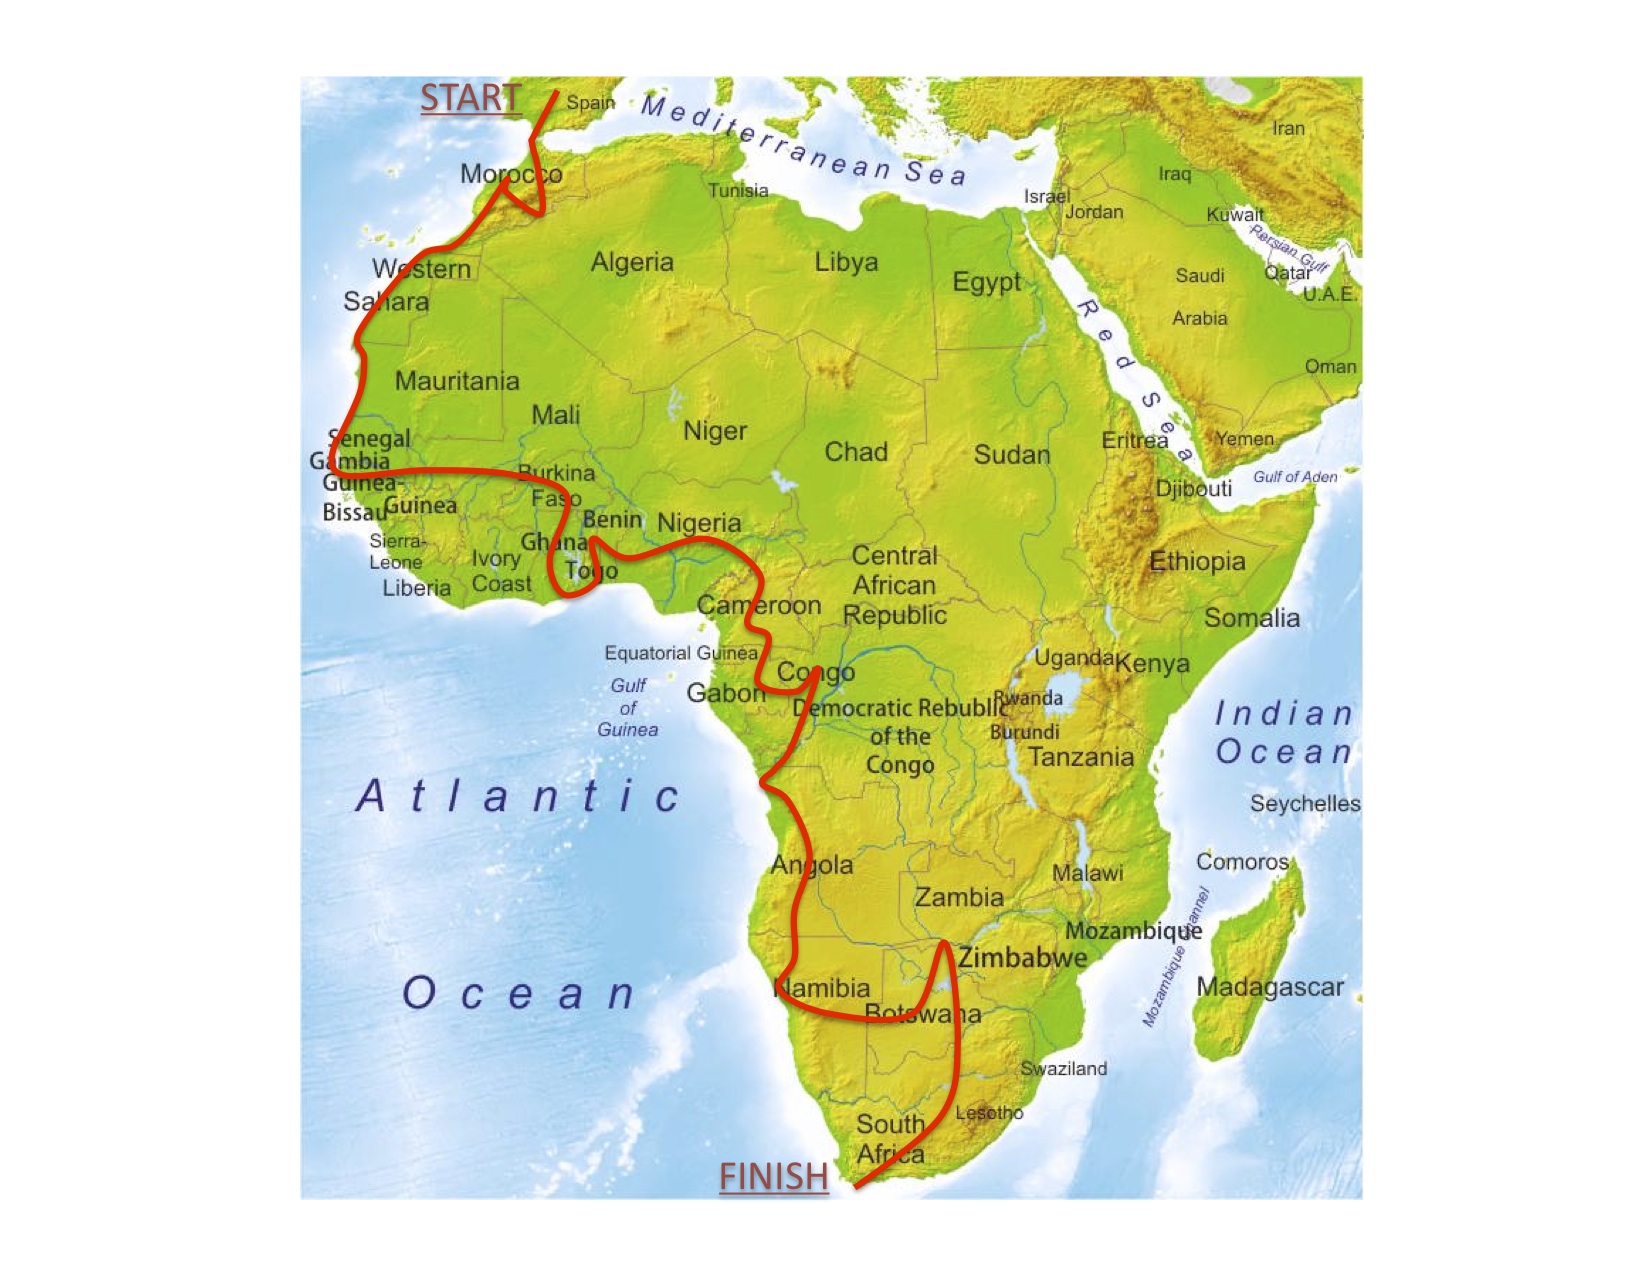 START
Spain
Mediterranean Sea
Iran
Morocco
Tunisia
Iraq
Israel
Jordan
Kuwait
Persian Gulf
Western
Sahara
Algeria
Libya
Egypt
Saudi
Arabia
Qatar
U.A.E.
Red Sea
Oman
Mauritania
Mali
Niger
Chad
Sudan
Eritrea
Yemen
Gulf of Aden
Djibouti
Senegal
Gambia
Guinea-
Bissau
Guinea
Burkina
Faso
Benin
Nigeria
Ghana
Togo
Sierra-
Leone
Ivory
Coast
Liberia
Central
African
Republic
Ethiopia
Somalia
Cameroon
Equatorial Guinea
Gulf
of
Guinea
Gabon
Congo
Uganda
Kenya
Rwanda
Burundi
Democratic Rebublic
of the
Congo
Tanzania
Indian
Ocean
Seychelles
Atlantic
Ocean
Angola
Zambia
Malawi
Comoros
Mozambique
Mozambique Channel
Zimbabwe
Madagascar
Namibia
Botswana
Swaziland
Lesotho
South
Africa
FINISH